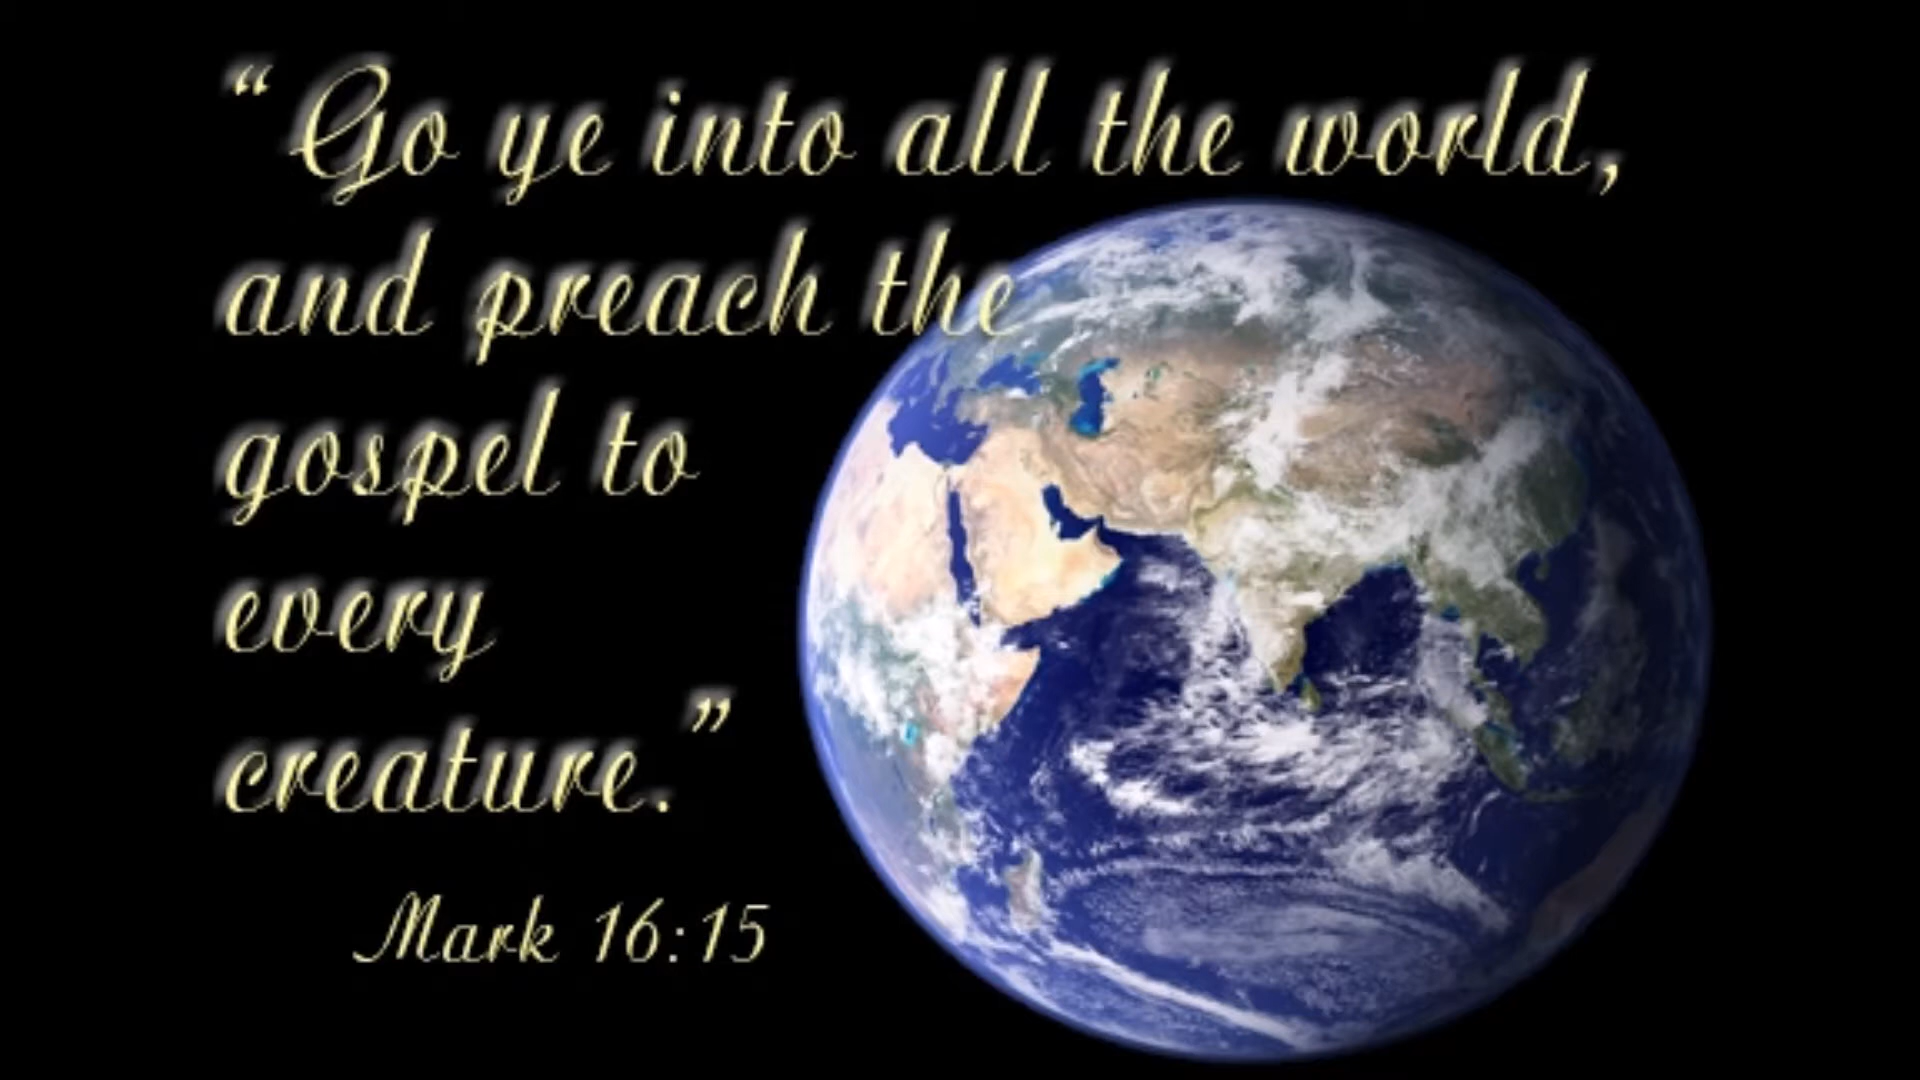 “Go ye into all the world,
and preach the
gospel to
every
creature.”
Mark 16:15